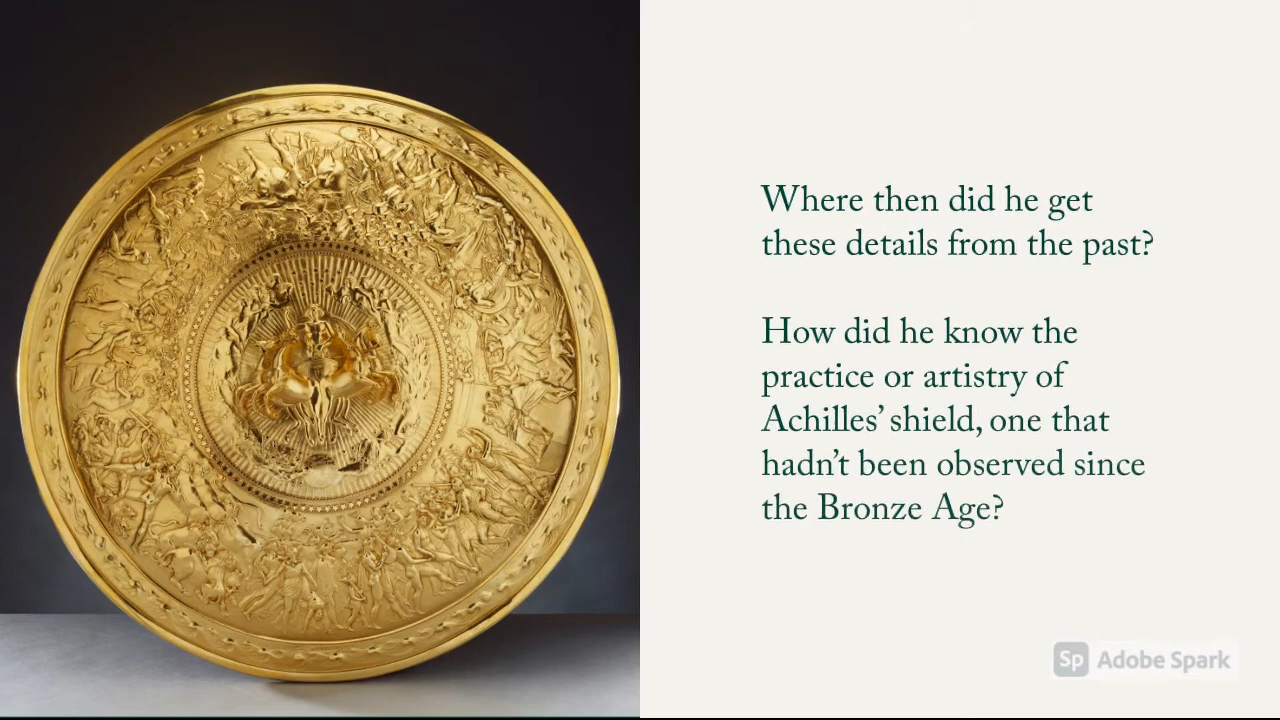 Where then did he get
these details from the past?
How did he know the
practice or artistry of
Achilles’ shield, one that
hadn’t been observed since
the Bronze Age?
Sp Adobe Spark